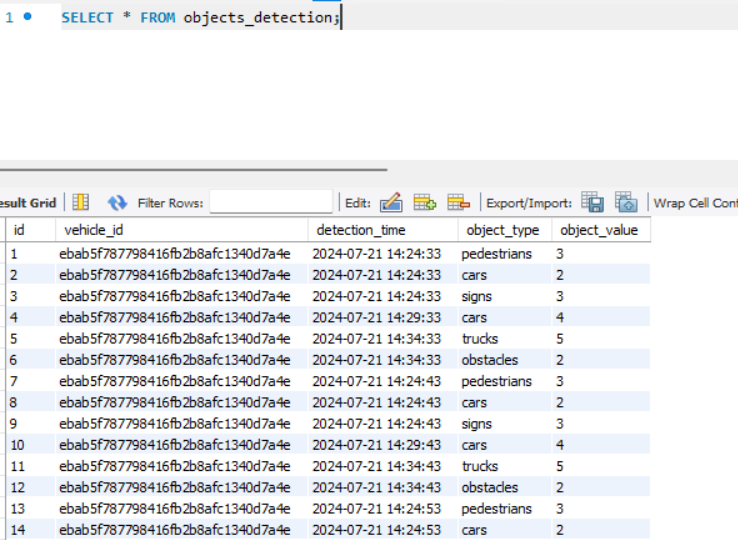 1 SELECT * FROM objects_detection;
esult Grid Filter Rows: Edit: Export/Import: Wrap Cell Cont
id vehicle_id detection_time object_type object_value
1 ebab5f787798416fb2b8afc1340d7a4e 2024-07-21 14:24:33 pedestrians 3
2 ebab5f787798416fb2b8afc1340d7a4e 2024-07-21 14:24:33 cars 2
3 ebab5f787798416fb2b8afc1340d7a4e 2024-07-21 14:24:33 signs 3
4 ebab5f787798416fb2b8afc1340d7a4e 2024-07-21 14:29:33 cars 4
5 ebab5f787798416fb2b8afc1340d7a4e 2024-07-21 14:34:33 trucks 5
6 ebab5f787798416fb2b8afc1340d7a4e 2024-07-21 14:34:33 obstacles 2
7 ebab5f787798416fb2b8afc1340d7a4e 2024-07-21 14:24:43 pedestrians 3
8 ebab5f787798416fb2b8afc1340d7a4e 2024-07-21 14:24:43 cars 2
9 ebab5f787798416fb2b8afc1340d7a4e 2024-07-21 14:24:43 signs 3
10 ebab5f787798416fb2b8afc1340d7a4e 2024-07-21 14:29:43 cars 4
11 ebab5f787798416fb2b8afc1340d7a4e 2024-07-21 14:34:43 trucks 5
12 ebab5f787798416fb2b8afc1340d7a4e 2024-07-21 14:34:43 obstacles 2
13 ebab5f787798416fb2b8afc1340d7a4e 2024-07-21 14:24:53 pedestrians 3
14 ebab5f787798416fb2b8afc1340d7a4e 2024-07-21 14:24:53 cars 2